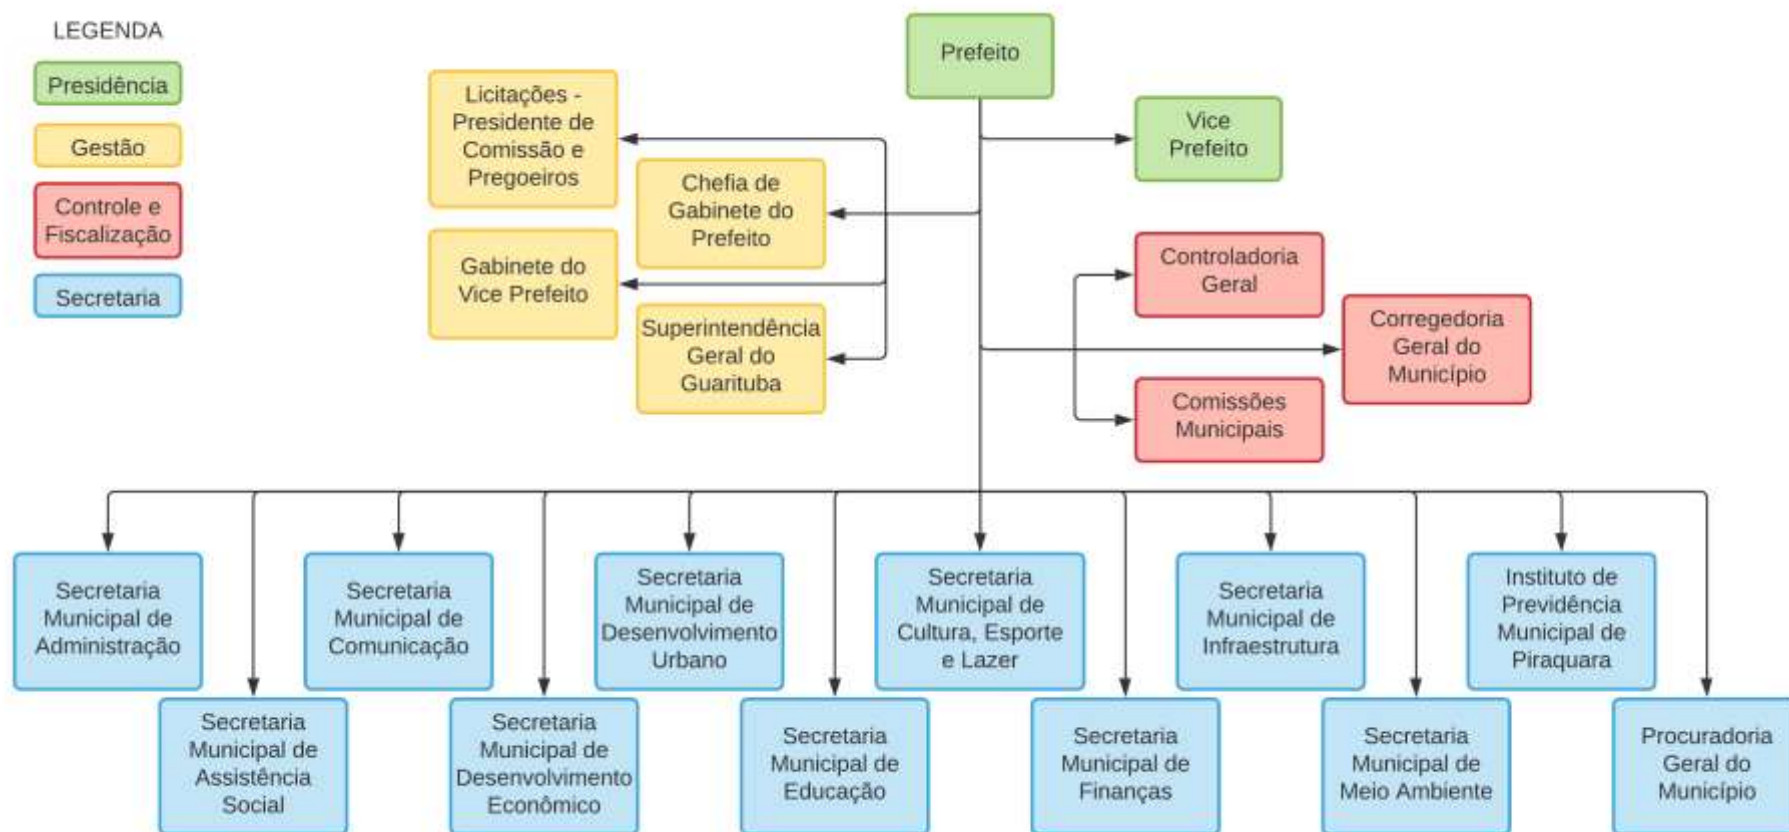 LEGENDA
Presidência
Gestão
Controle e
Fiscalização
Secretaria
Prefeito
Vice
Prefeito
Licitações -
Presidente de
Comissão e
Pregoeiros
Chefia de
Gabinete do
Prefeito
Gabinete do
Vice Prefeito
Superintendência
Geral do
Guarituba
Controladoria
Geral
Corregedoria
Geral do
Município
Comissões
Municipais
Secretaria
Municipal de
Administração
Secretaria
Municipal de
Comunicação
Secretaria
Municipal de
Desenvolvimento
Urbano
Secretaria
Municipal de
Cultura, Esporte
e Lazer
Secretaria
Municipal de
Infraestrutura
Instituto de
Previdência
Municipal de
Piraquara
Secretaria
Municipal de
Assistência
Social
Secretaria
Municipal de
Desenvolvimento
Econômico
Secretaria
Municipal de
Educação
Secretaria
Municipal de
Finanças
Secretaria
Municipal de
Meio Ambiente
Procuradoria
Geral do
Município